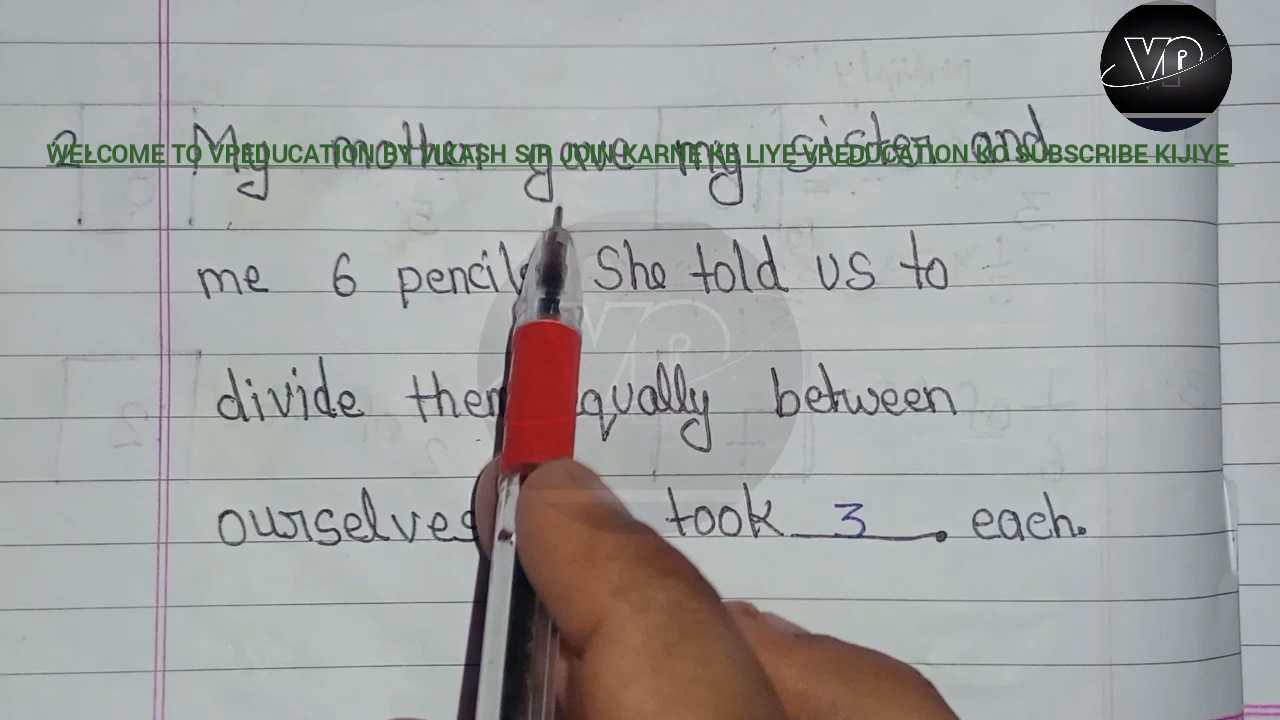 VP
WELCOME TO VPEDUCATION BY VIKASH SIR JOIN KARNE KE LIYE VPEDUCATION KO SUBSCRIBE KIJIYE
2 My mother gave my sister and
me 6 pencils She told us to
divide them equally between
ourselves took 3 . each.